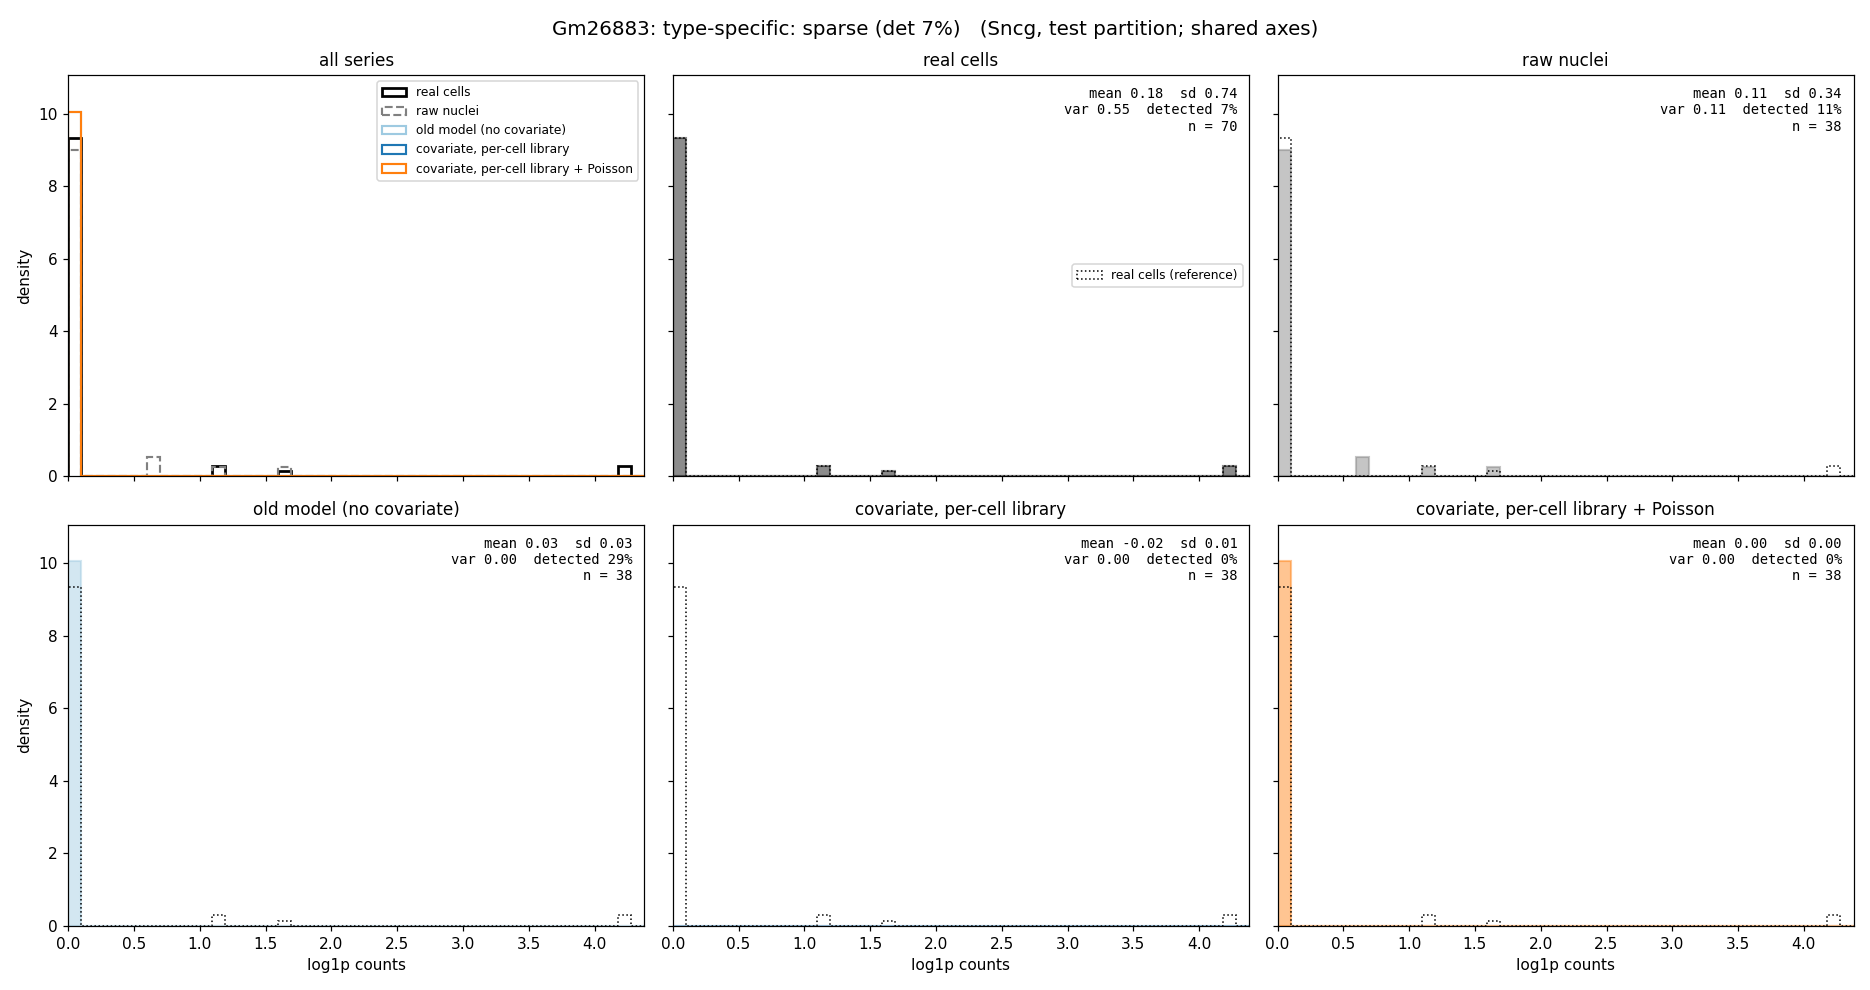 Gm26883: type-specific: sparse (det 7%)   (Sncg, test partition; shared axes)
all series
real cells
raw nuclei
density
10
8
6
4
2
0
real cells
raw nuclei
old model (no covariate)
covariate, per-cell library
covariate, per-cell library + Poisson
mean 0.18  sd 0.74
var 0.55  detected 7%
n = 70
real cells (reference)
mean 0.11  sd 0.34
var 0.11  detected 11%
n = 38
old model (no covariate)
covariate, per-cell library
covariate, per-cell library + Poisson
density
10
8
6
4
2
0
mean 0.03  sd 0.03
var 0.00  detected 29%
n = 38
mean -0.02  sd 0.01
var 0.00  detected 0%
n = 38
mean 0.00  sd 0.00
var 0.00  detected 0%
n = 38
0.0 0.5 1.0 1.5 2.0 2.5 3.0 3.5 4.0
0.0 0.5 1.0 1.5 2.0 2.5 3.0 3.5 4.0
0.0 0.5 1.0 1.5 2.0 2.5 3.0 3.5 4.0
log1p counts
log1p counts
log1p counts